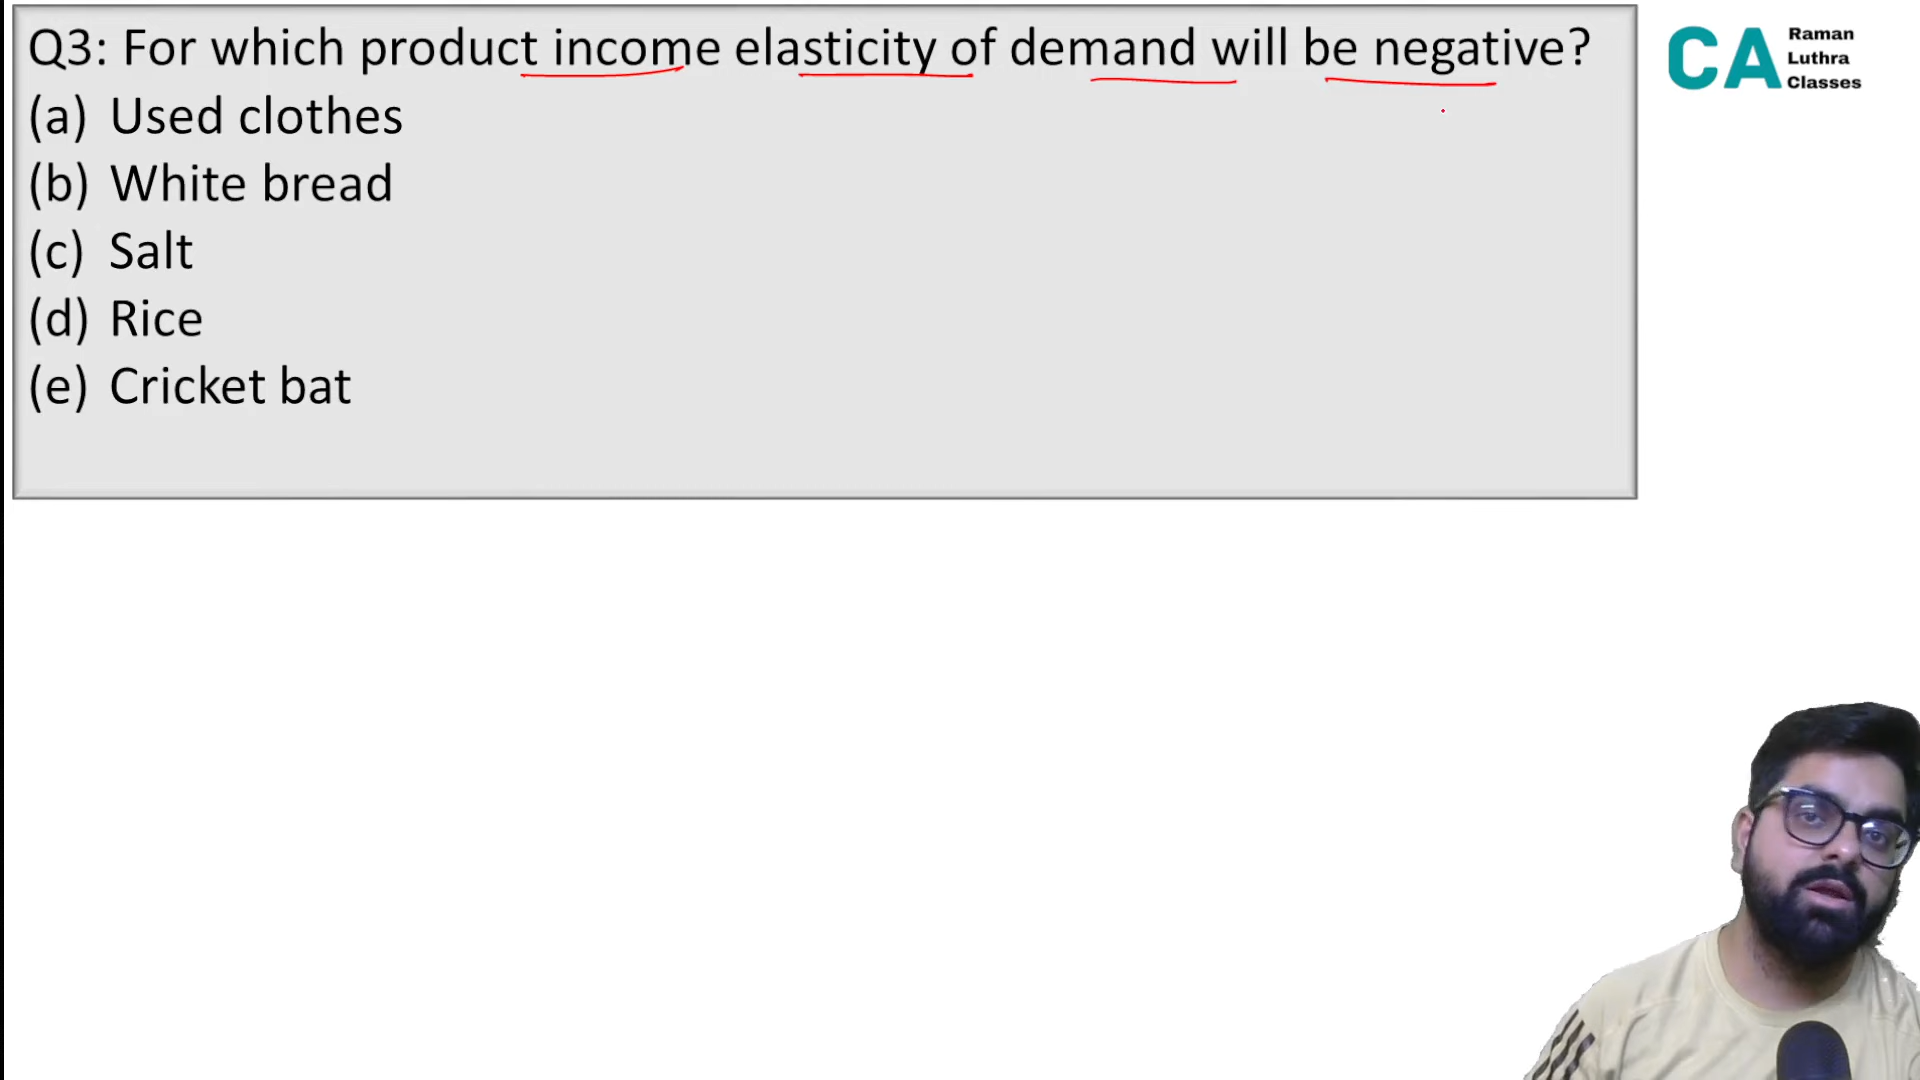 Q3: For which product income elasticity of demand will be negative?
(a) Used clothes
(b) White bread
(c) Salt
(d) Rice
(e) Cricket bat
CA Raman
Luthra
Classes